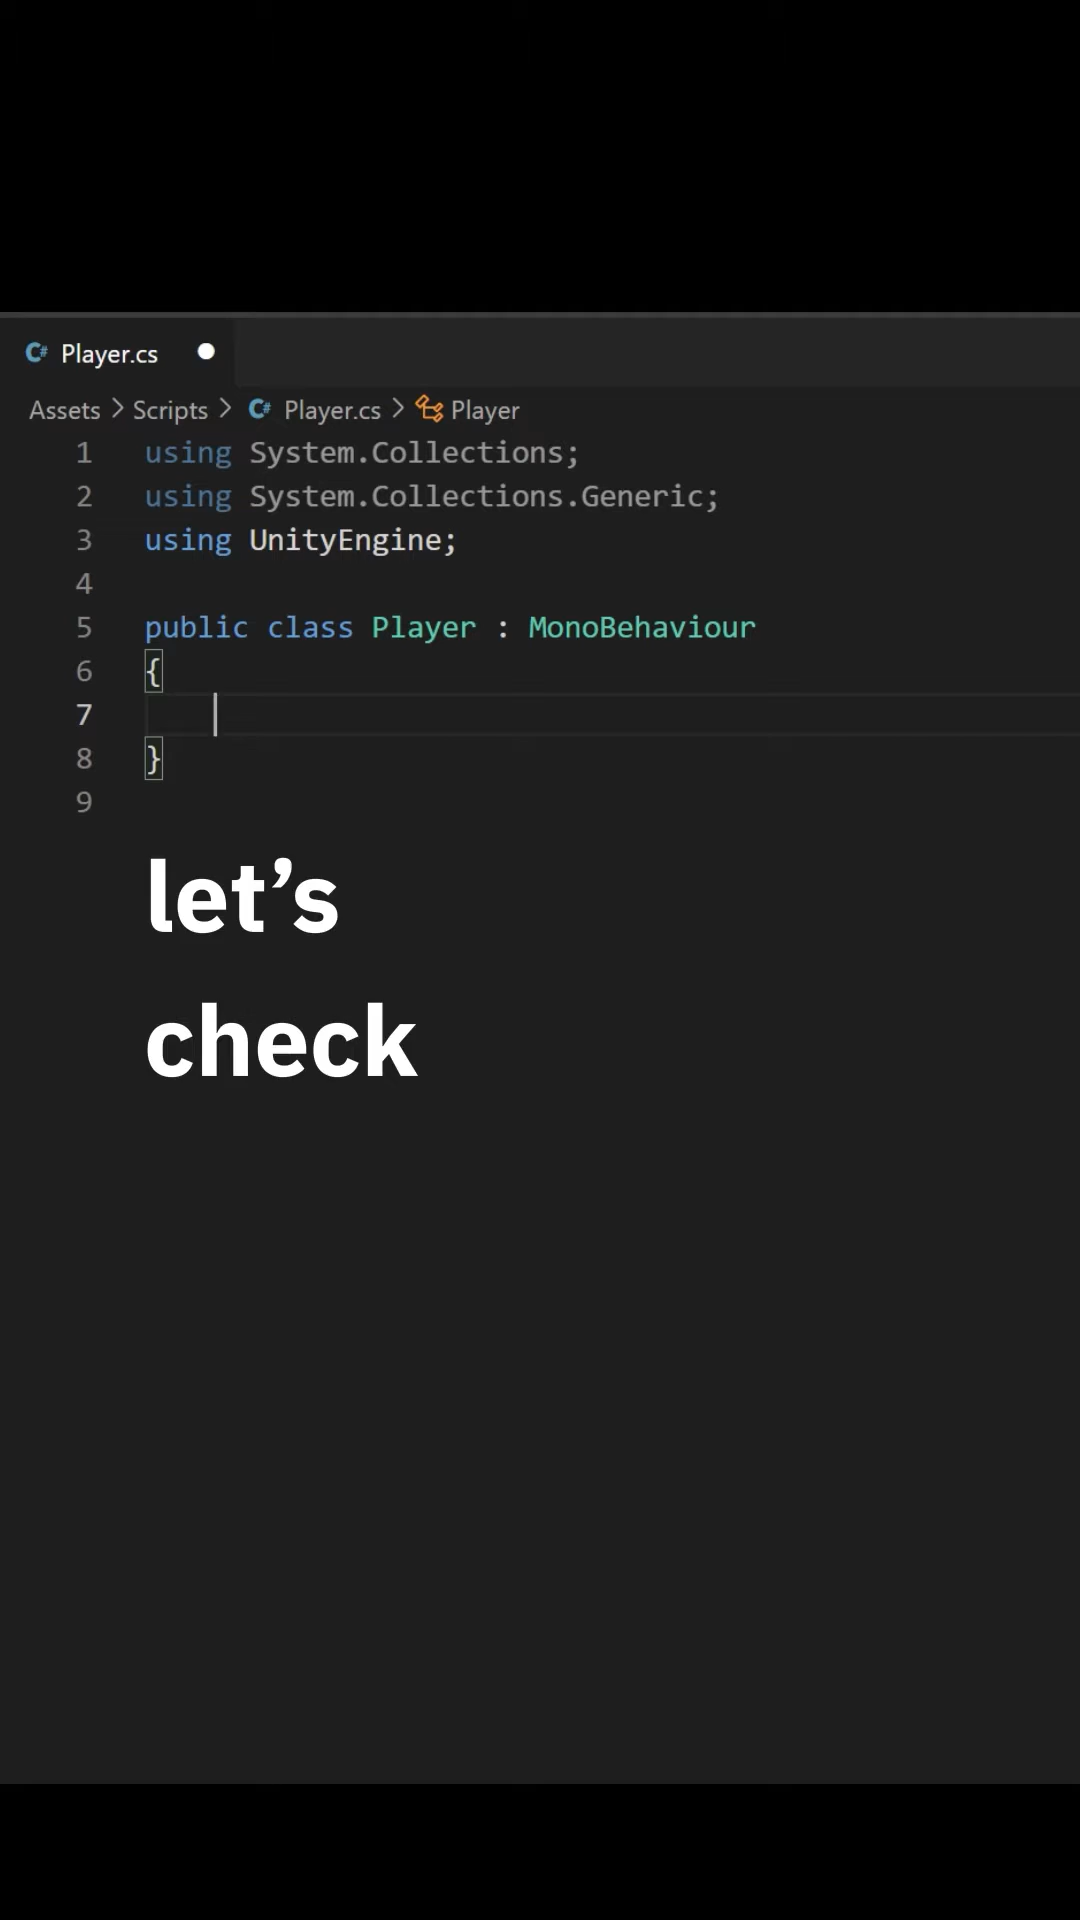 C# Player.cs
Assets > Scripts > C# Player.cs > Player
1 using System.Collections;
2 using System.Collections.Generic;
3 using UnityEngine;
4
5 public class Player : MonoBehaviour
6 {
7
8 }
9
let’s
check